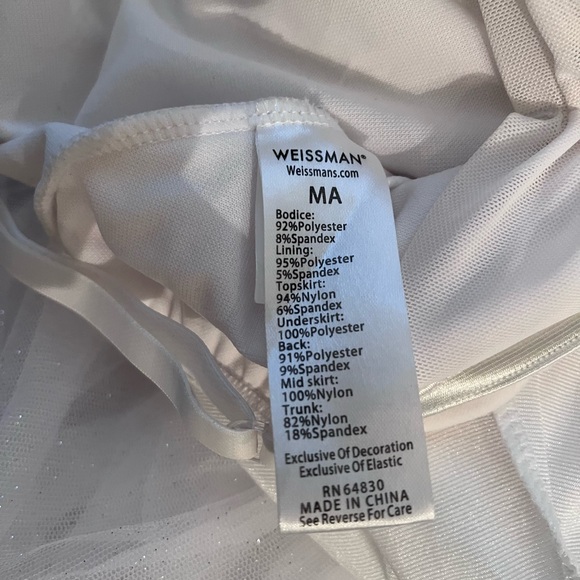 WEISSMAN®
Weissmans.com
MA
Bodice:
92%Polyester
8%Spandex
Lining:
95%Polyester
5%Spandex
Topskirt:
94%Nylon
6%Spandex
Underskirt:
100%Polyester
Back:
91%Polyester
9%Spandex
Mid skirt:
100%Nylon
Trunk:
82%Nylon
18%Spandex
Exclusive Of Decoration
Exclusive Of Elastic
RN64830
MADE IN CHINA
See Reverse For Care